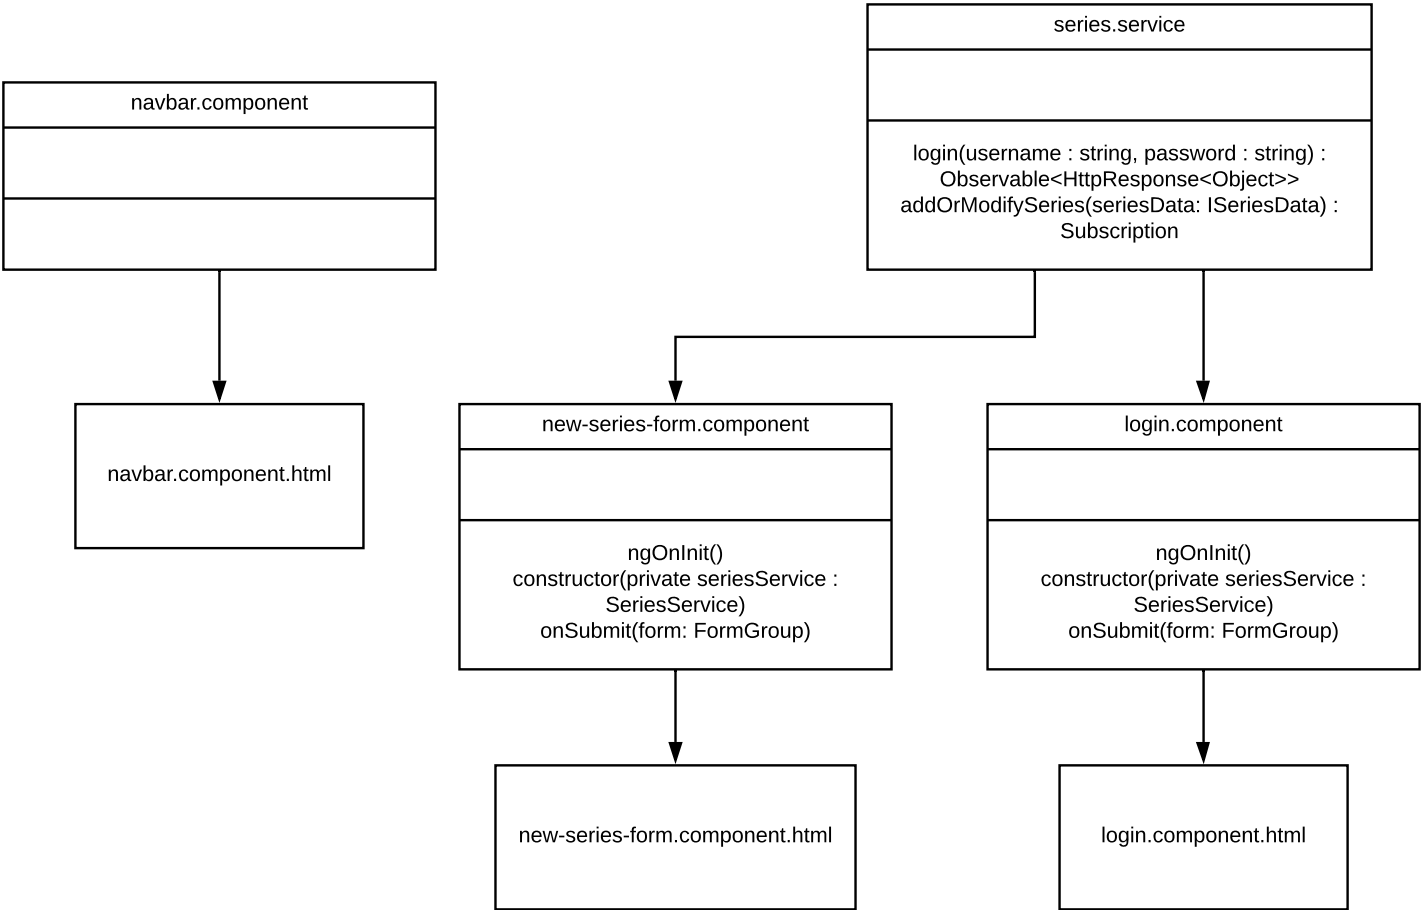 series.service
navbar.component
login(username : string, password : string) :
Observable<HttpResponse<Object>>
addOrModifySeries(seriesData: ISeriesData) :
Subscription
navbar.component.html
new-series-form.component
login.component
ngOnInit()
constructor(private seriesService :
SeriesService)
onSubmit(form: FormGroup)
ngOnInit()
constructor(private seriesService :
SeriesService)
onSubmit(form: FormGroup)
new-series-form.component.html
login.component.html